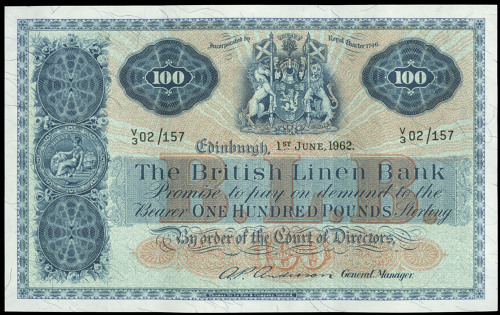 Incorporated by Royal Charter 1746.
100 100
V/3 02/157 V/3 02/157
Edinburgh, 1ST JUNE, 1962.
The British Linen Bank
Promise to pay on demand to the
Bearer ONE HUNDRED POUNDS Sterling
By order of the Court of Directors,
A.P. Anderson General Manager.